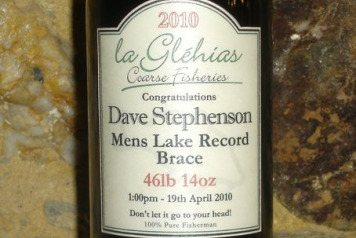 2010
la Gléhias
Coarse Fisheries
Congratulations
Dave Stephenson
Mens Lake Record
Brace
46lb 14oz
1:00pm - 19th April 2010
Don't let it go to your head!
100% Pure Fisherman